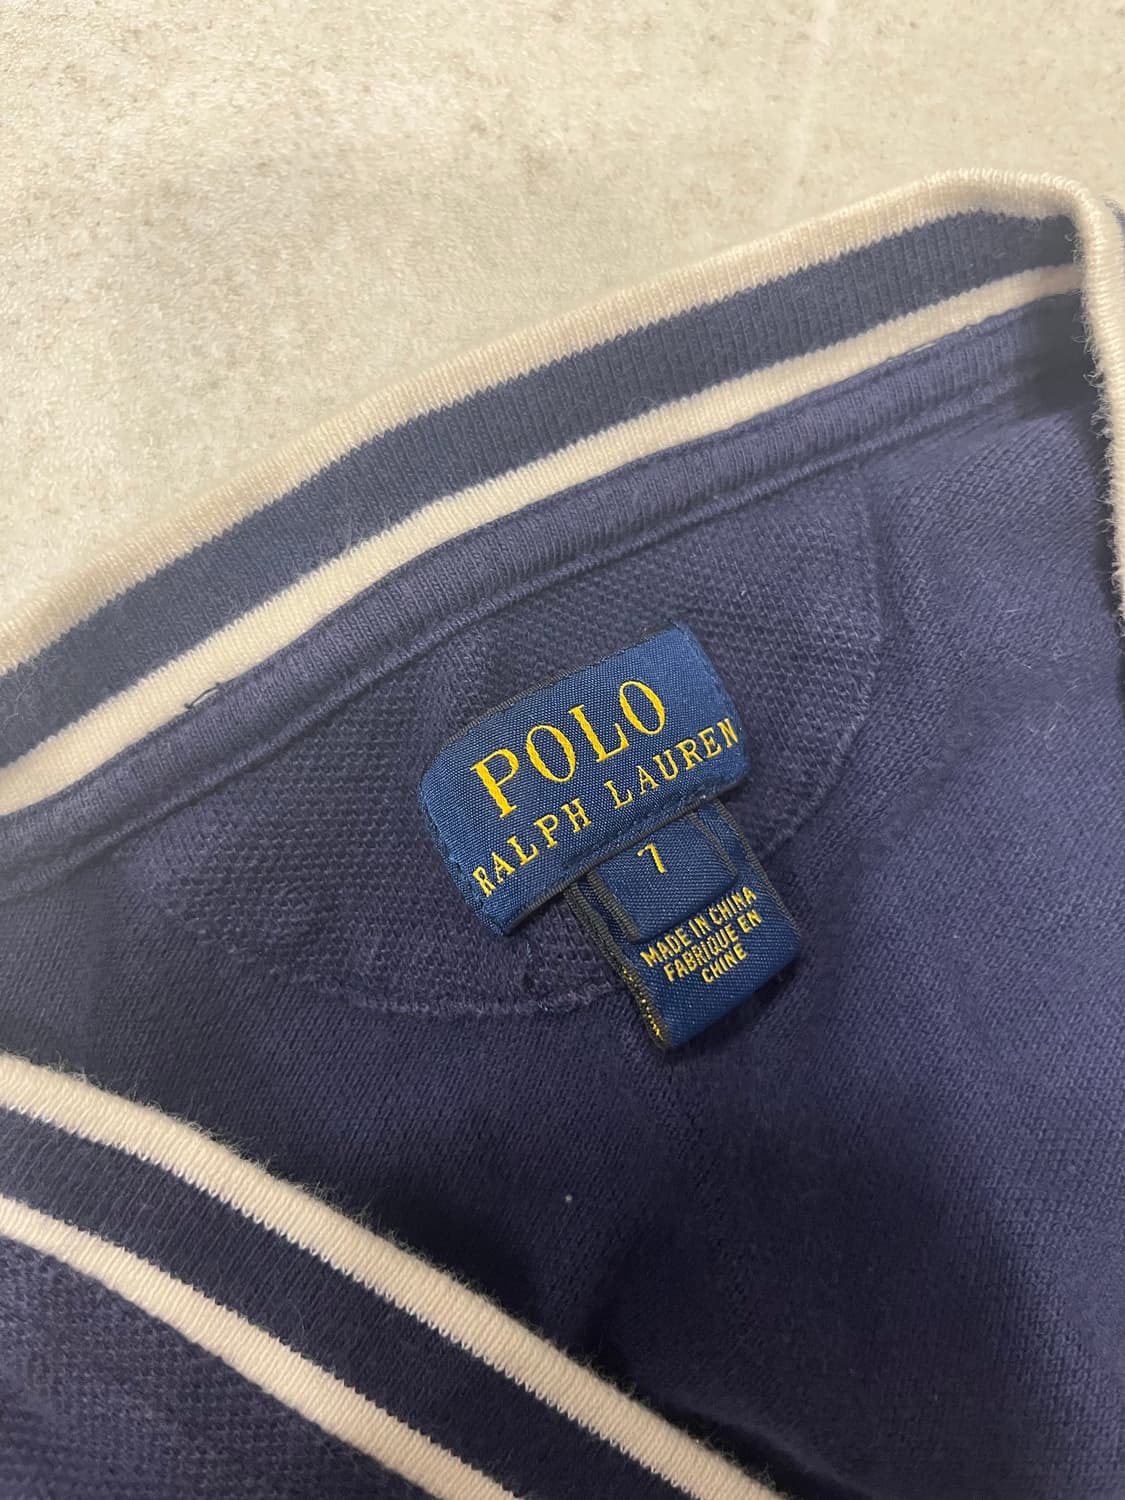 POLO
RALPH LAUREN
7
MADE IN CHINA
FABRIQUE EN
CHINE